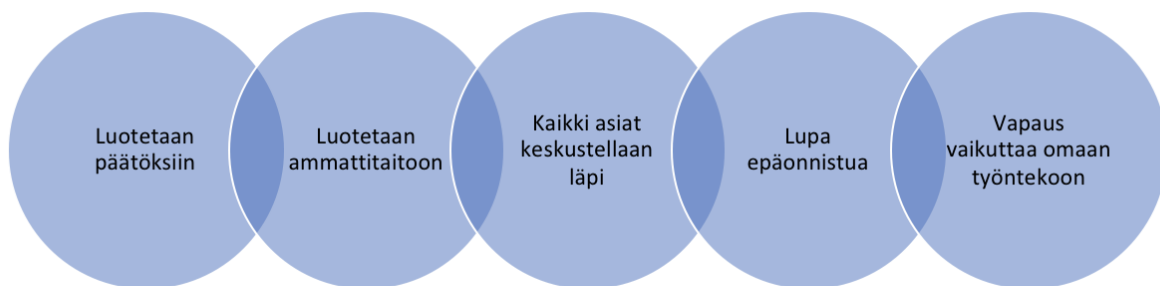 Luotetaan
päätöksiin
Luotetaan
ammattitaitoon
Kaikki asiat
keskustellaan
läpi
Lupa
epäonnistua
Vapaus
vaikuttaa omaan
työntekoon